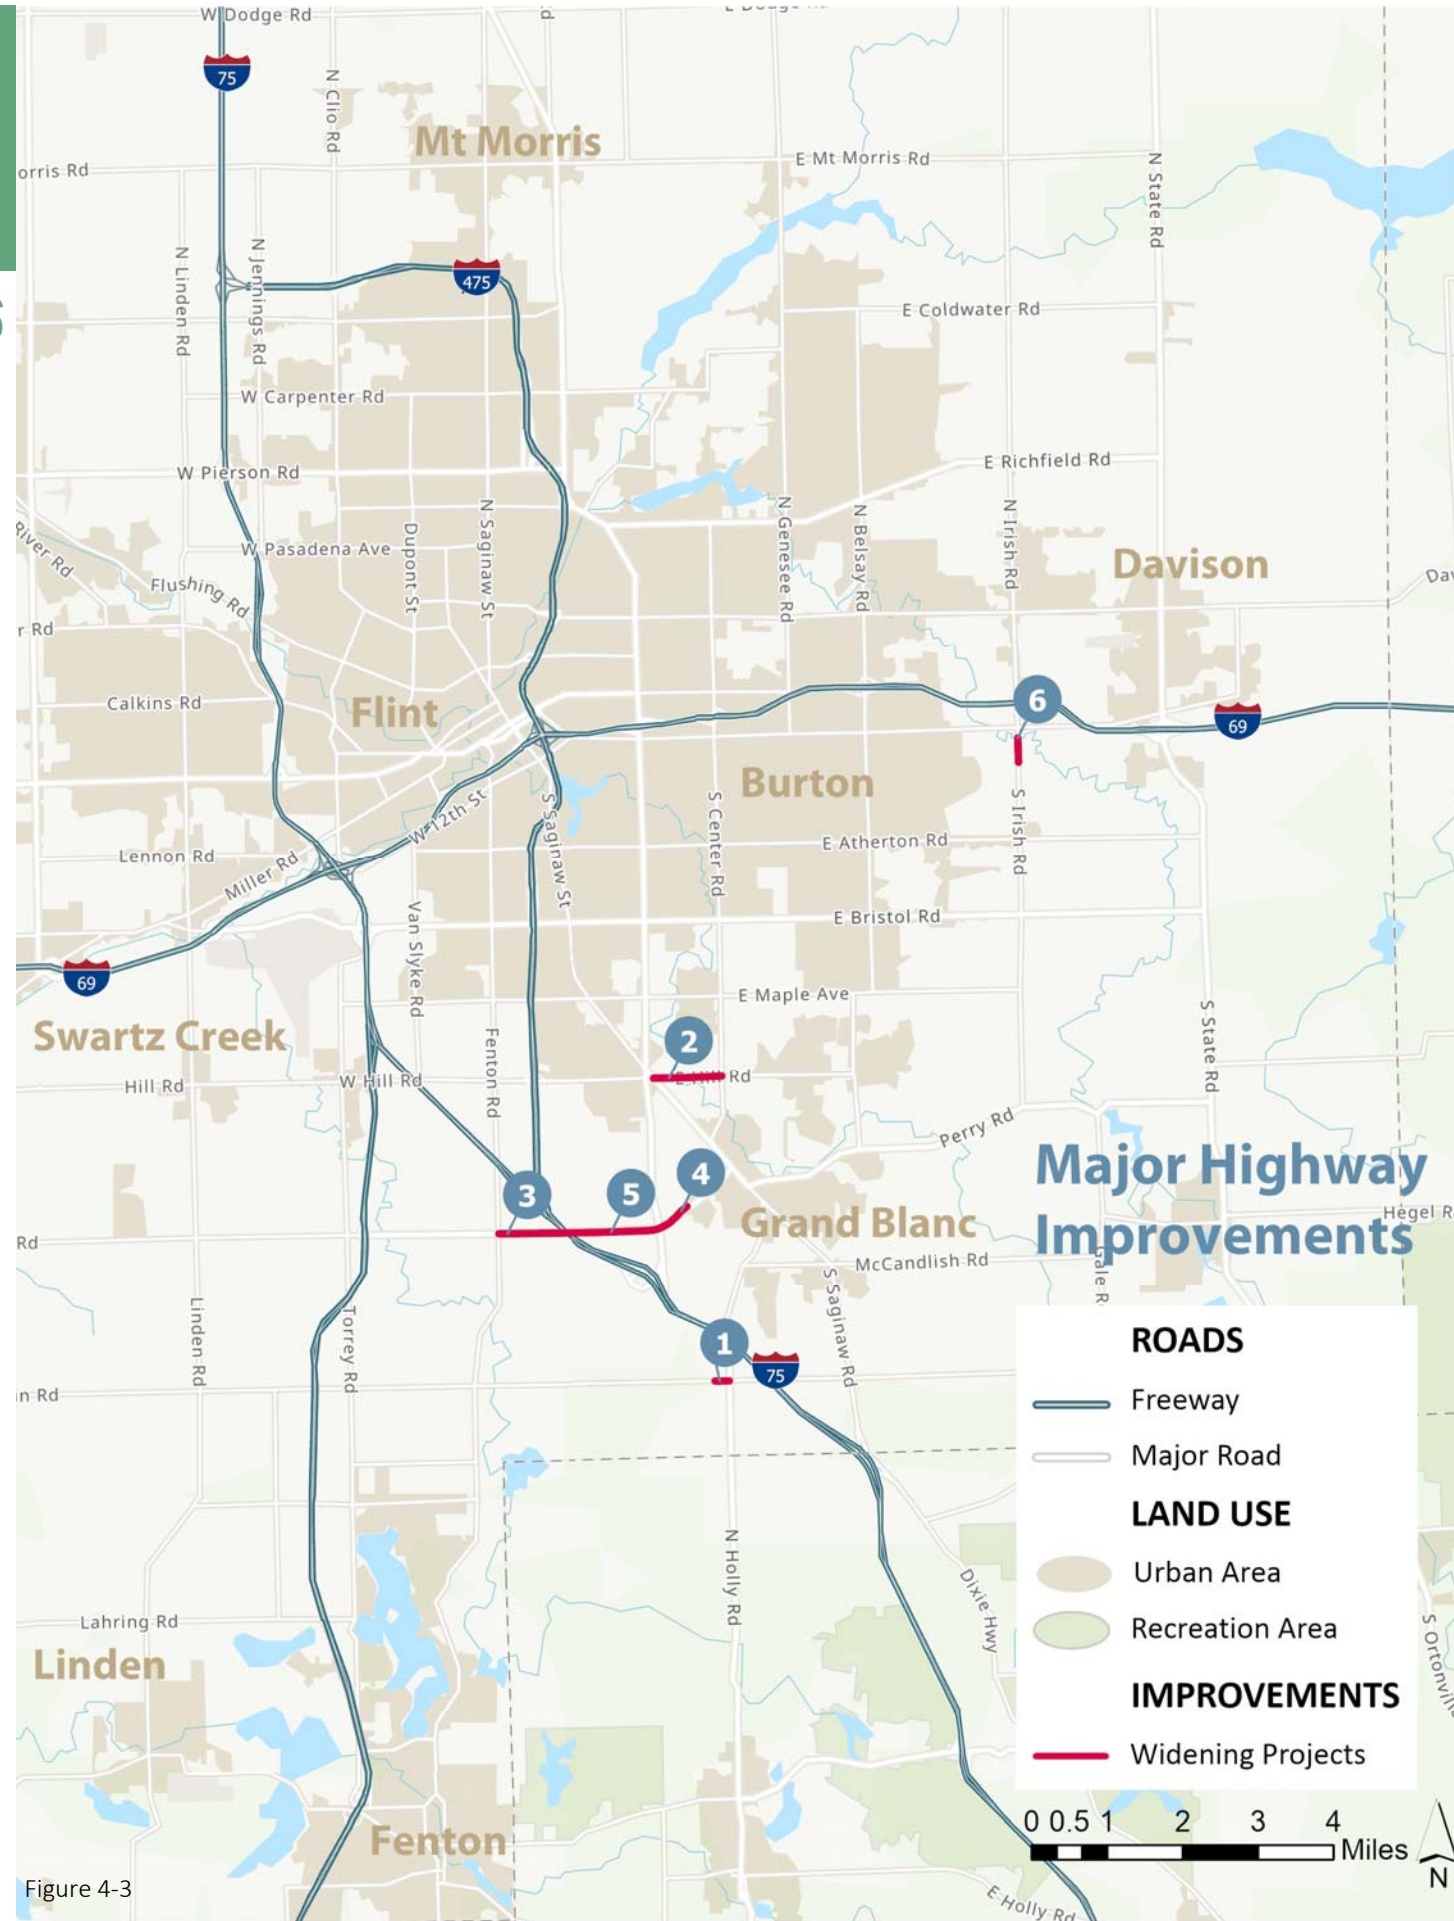 W Dodge Rd
75
N Clio Rd
Mt Morris
orris Rd
E Mt Morris Rd
N State Rd
N Linden Rd
N Jennings Rd
475
E Coldwater Rd
W Carpenter Rd
W Pierson Rd
E Richfield Rd
River Rd
W Pasadena Ave
Dupont St
N Saginaw St
N Genesee Rd
N Belsay Rd
N Irish Rd
Davison
Flushing Rd
r Rd
Calkins Rd
Flint
6
69
Burton
W 12th St
S Saginaw St
S Center Rd
S Irish Rd
E Atherton Rd
Lennon Rd
Miller Rd
Van Slyke Rd
E Bristol Rd
69
E Maple Ave
Swartz Creek
2
S State Rd
Fenton Rd
Hill Rd
W Hill Rd
E Hill Rd
Perry Rd
Major Highway
Improvements
3
5
4
Grand Blanc
Hegel R
Rd
McCandlish Rd
S Saginaw Rd
Linden Rd
Torrey Rd
1
75
n Rd
ROADS
Freeway
Major Road
LAND USE
Urban Area
Recreation Area
IMPROVEMENTS
Widening Projects
N Holly Rd
Dixie Hwy
Lahring Rd
Linden
Fenton
0 0.5 1 2 3 4
Miles
N
E Holly Rd
Figure 4-3